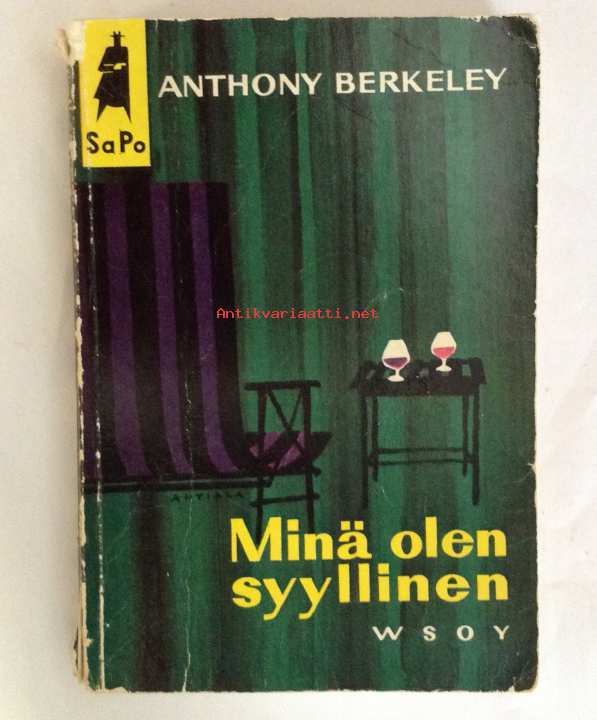 ANTHONY BERKELEY
SaPo
Antikvariaatti.net
Minä olen
syyllinen
WSOY